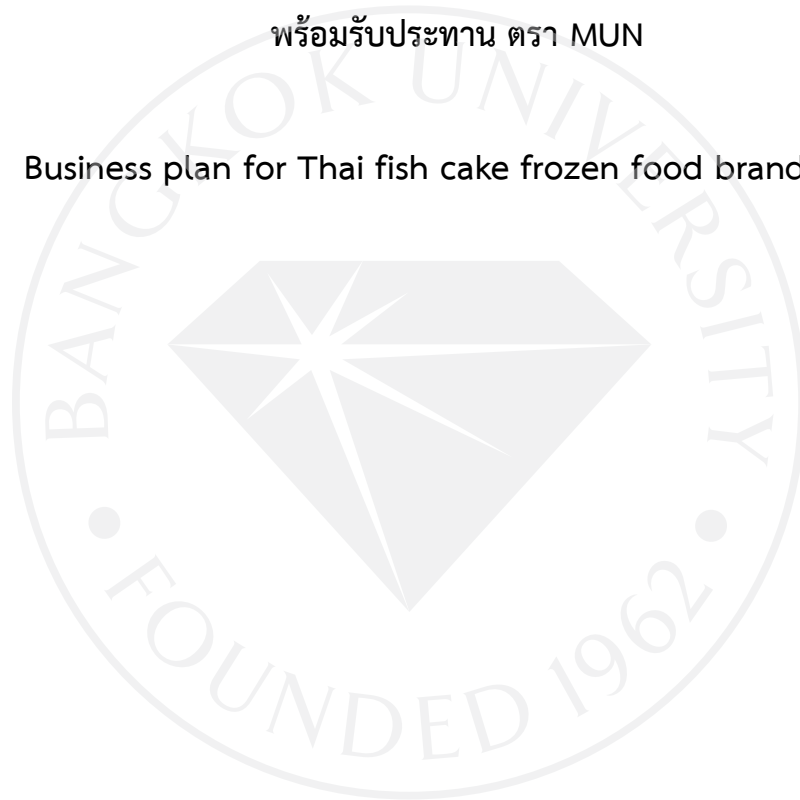 พร้อมรับประทาน ตรา MUN
Business plan for Thai fish cake frozen food brand
BANGKOK UNIVERSITY
FOUNDED 1962